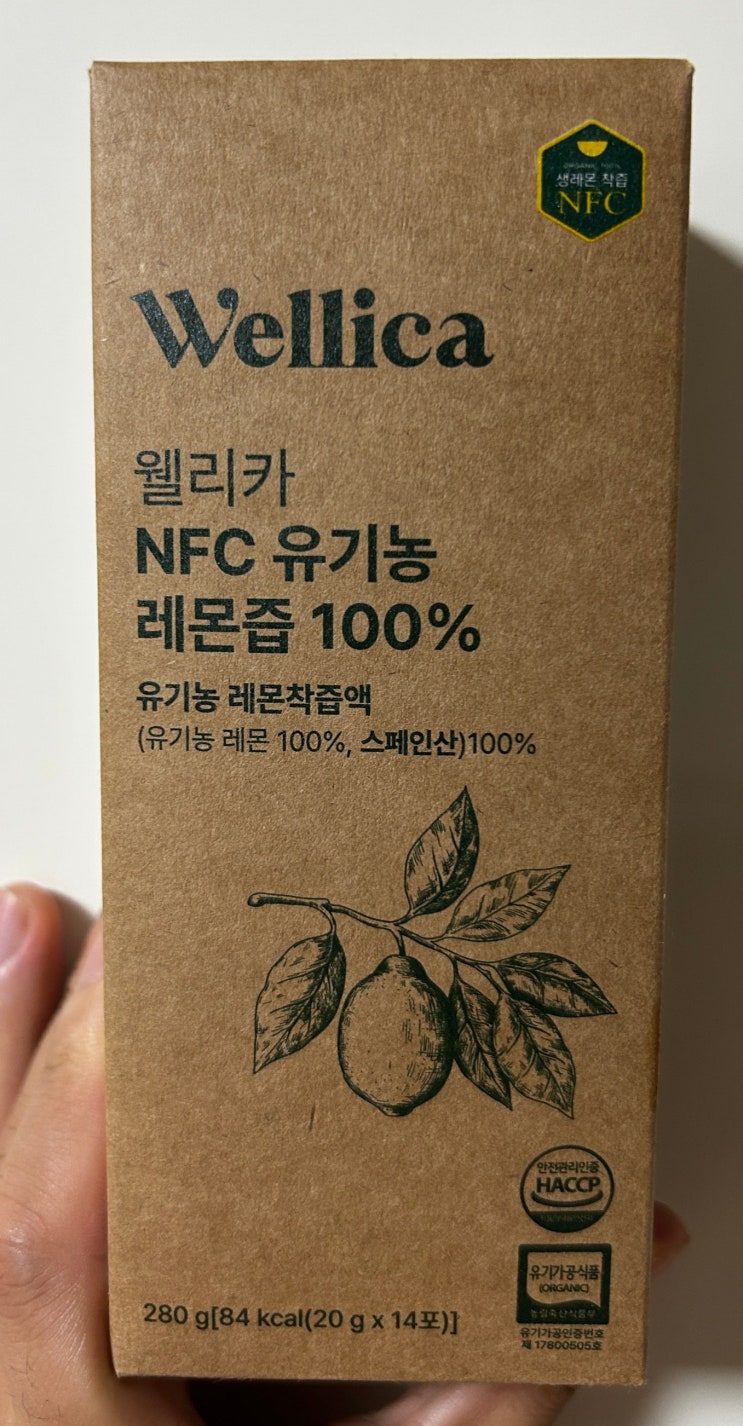 ORGANIC 100%
생레몬 착즙
NFC
Wellica
웰리카
NFC 유기농
레몬즙 100%
유기농 레몬착즙액
(유기농 레몬 100%, 스페인산)100%
안전관리인증
HACCP
유기가공식품
(ORGANIC)
농림축산식품부
280 g[84 kcal(20 g x 14포)]
유기가공인증번호
제 17800505호